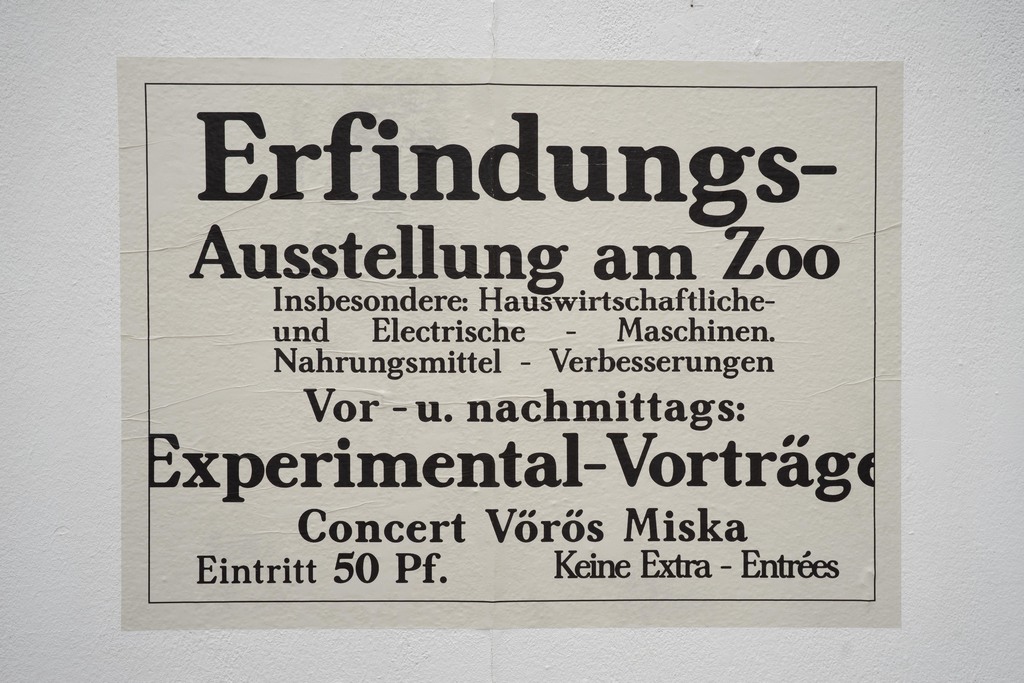 Erfindungs-
Ausstellung am Zoo
Insbesondere: Hauswirtschaftliche-
und Electrische - Maschinen.
Nahrungsmittel - Verbesserungen
Vor - u. nachmittags:
Experimental-Vorträge
Concert Vőrős Miska
Eintritt 50 Pf. Keine Extra - Entrées